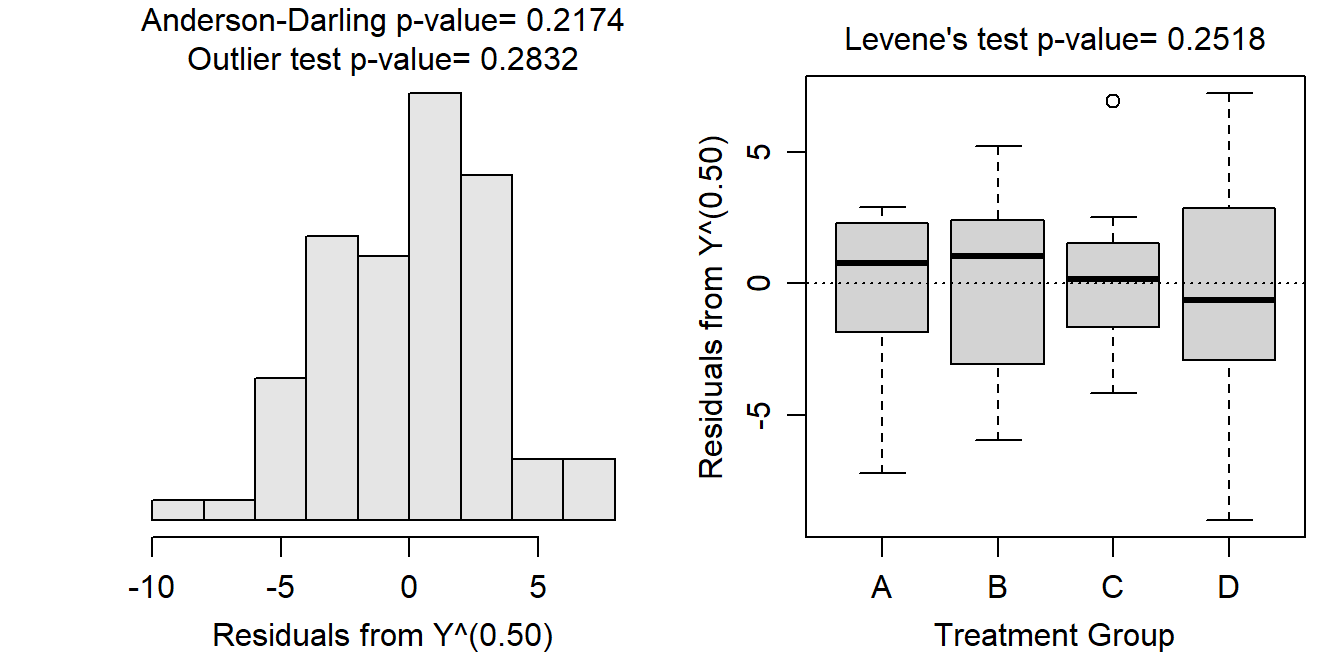 Anderson-Darling p-value= 0.2174
Outlier test p-value= 0.2832
-10 -5 0 5
Residuals from Y^(0.50)
Levene's test p-value= 0.2518
Residuals from Y^(0.50)
5
0
-5
A B C D
Treatment Group